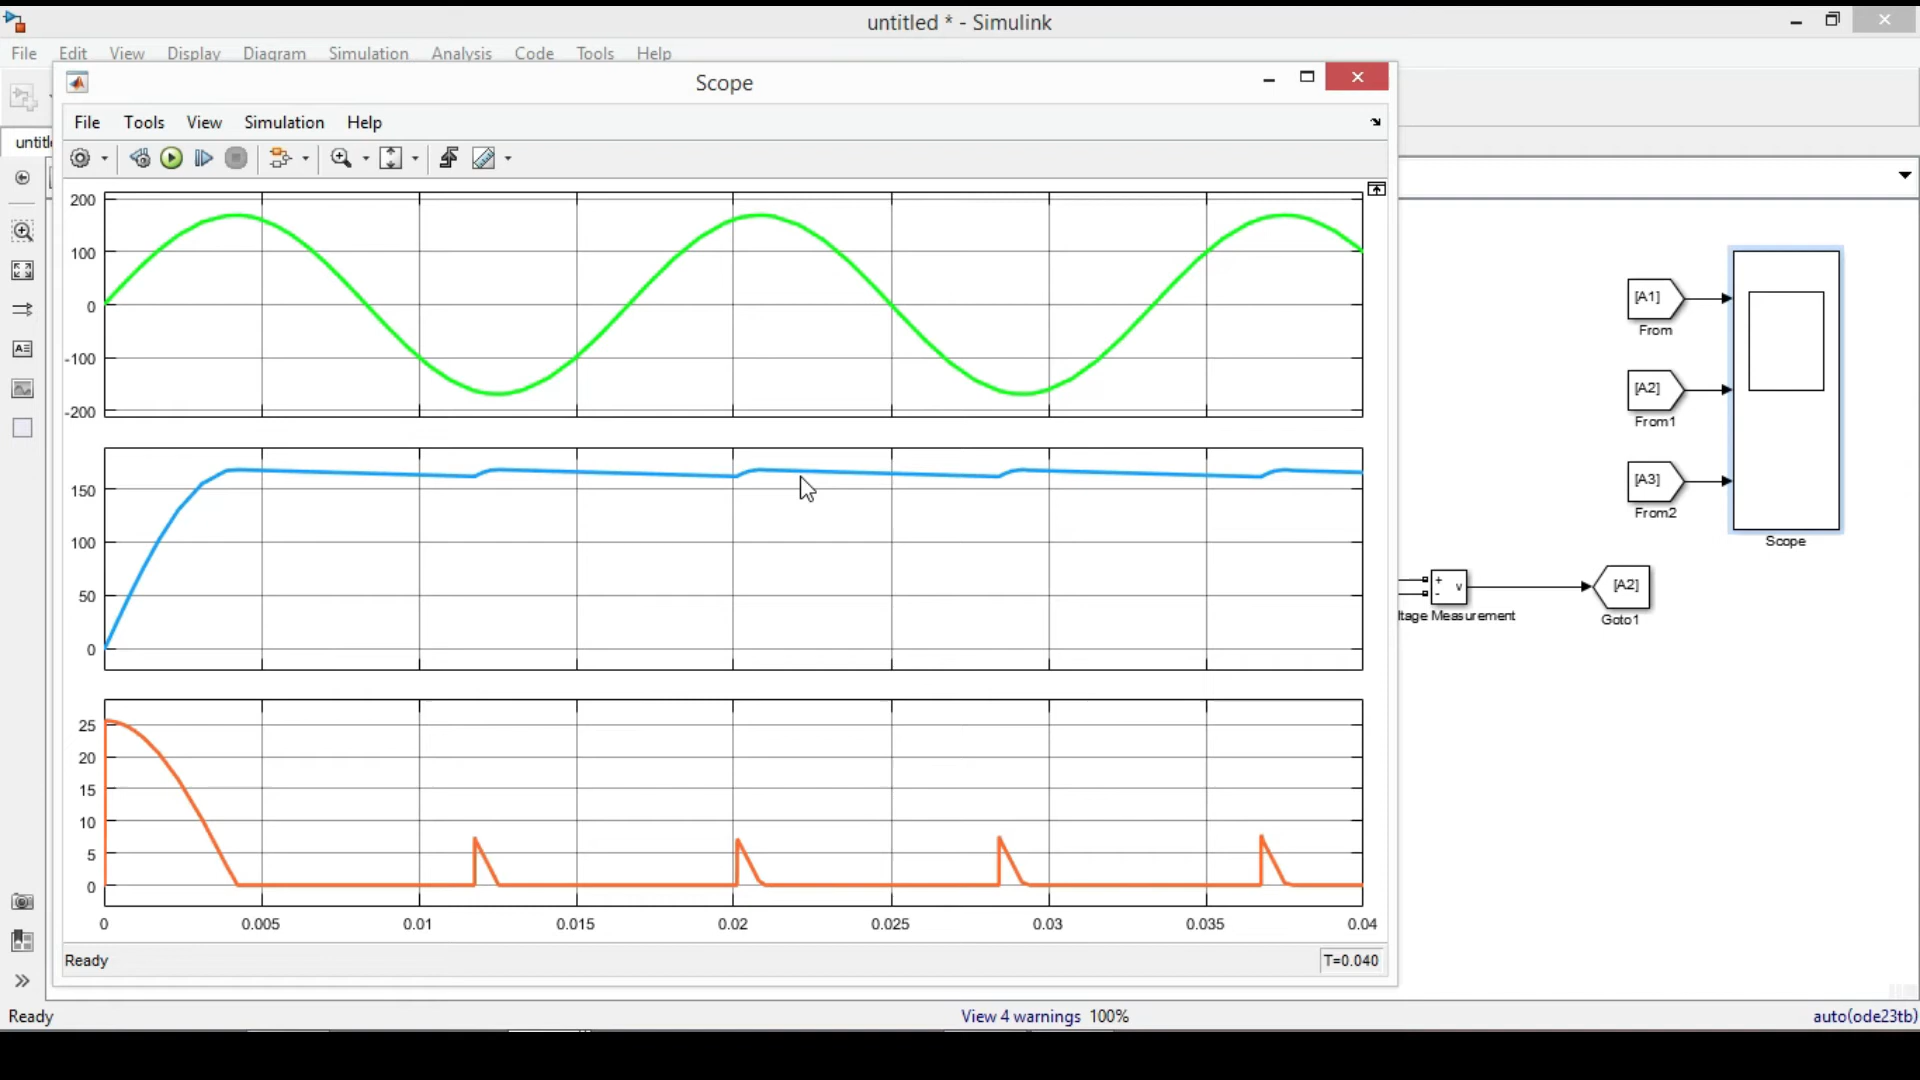 untitled * - Simulink
File Edit View Display Diagram Simulation Analysis Code Tools Help
Scope
File Tools View Simulation Help
200
100
0
-100
-200
150
100
50
0
25
20
15
10
5
0
0 0.005 0.01 0.015 0.02 0.025 0.03 0.035 0.04
Ready T=0.040
[A1]
From
[A2]
From1
[A3]
From2
Scope
+
-
v
Measurement
[A2]
Goto1
Ready View 4 warnings 100% auto(ode23tb)